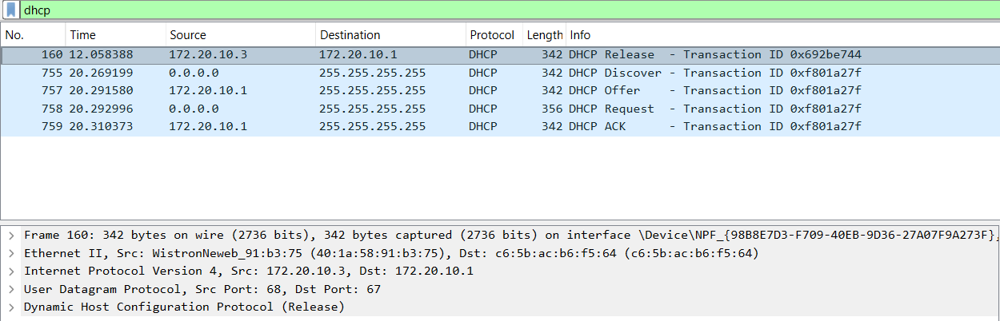 dhcp
No. Time Source Destination Protocol Length Info
160 12.058388 172.20.10.3 172.20.10.1 DHCP 342 DHCP Release - Transaction ID 0x692be744
755 20.269199 0.0.0.0 255.255.255.255 DHCP 342 DHCP Discover - Transaction ID 0xf801a27f
757 20.291580 172.20.10.1 255.255.255.255 DHCP 342 DHCP Offer - Transaction ID 0xf801a27f
758 20.292996 0.0.0.0 255.255.255.255 DHCP 356 DHCP Request - Transaction ID 0xf801a27f
759 20.310373 172.20.10.1 255.255.255.255 DHCP 342 DHCP ACK - Transaction ID 0xf801a27f
Frame 160: 342 bytes on wire (2736 bits), 342 bytes captured (2736 bits) on interface \Device\NPF_{98B8E7D3-F709-40EB-9D36-27A07F9A273F},
Ethernet II, Src: WistronNeweb_91:b3:75 (40:1a:58:91:b3:75), Dst: c6:5b:ac:b6:f5:64 (c6:5b:ac:b6:f5:64)
Internet Protocol Version 4, Src: 172.20.10.3, Dst: 172.20.10.1
User Datagram Protocol, Src Port: 68, Dst Port: 67
Dynamic Host Configuration Protocol (Release)